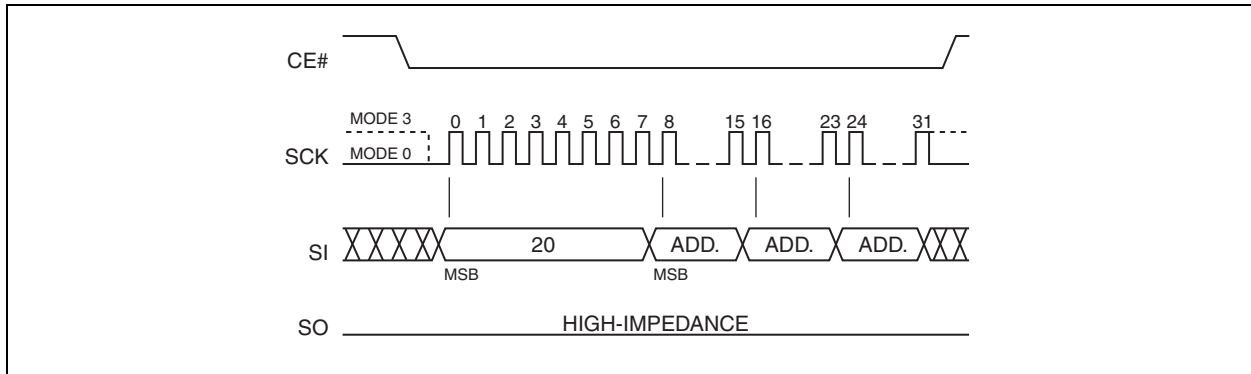 CE#
MODE 3
0 1 2 3 4 5 6 7 8 15 16 23 24 31
SCK
MODE 0
SI
20 ADD. ADD. ADD.
MSB MSB
SO
HIGH-IMPEDANCE